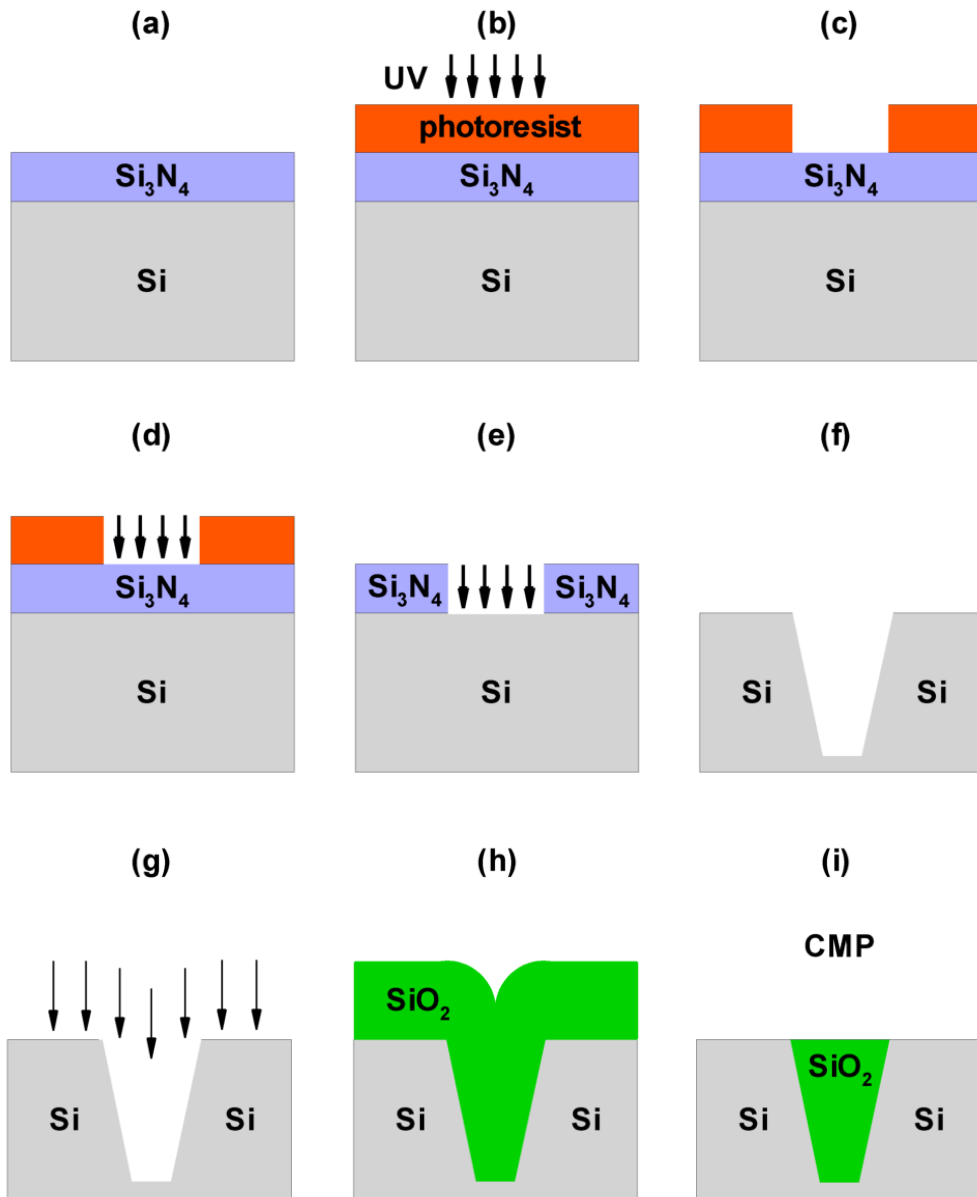 (a)
Si₃N₄
Si
(b)
UV
photoresist
Si₃N₄
Si
(c)
Si₃N₄
Si
(d)
Si₃N₄
Si
(e)
Si₃N₄ Si₃N₄
Si
(f)
Si Si
(g)
Si Si
(h)
SiO₂
Si Si
(i)
CMP
SiO₂
Si Si